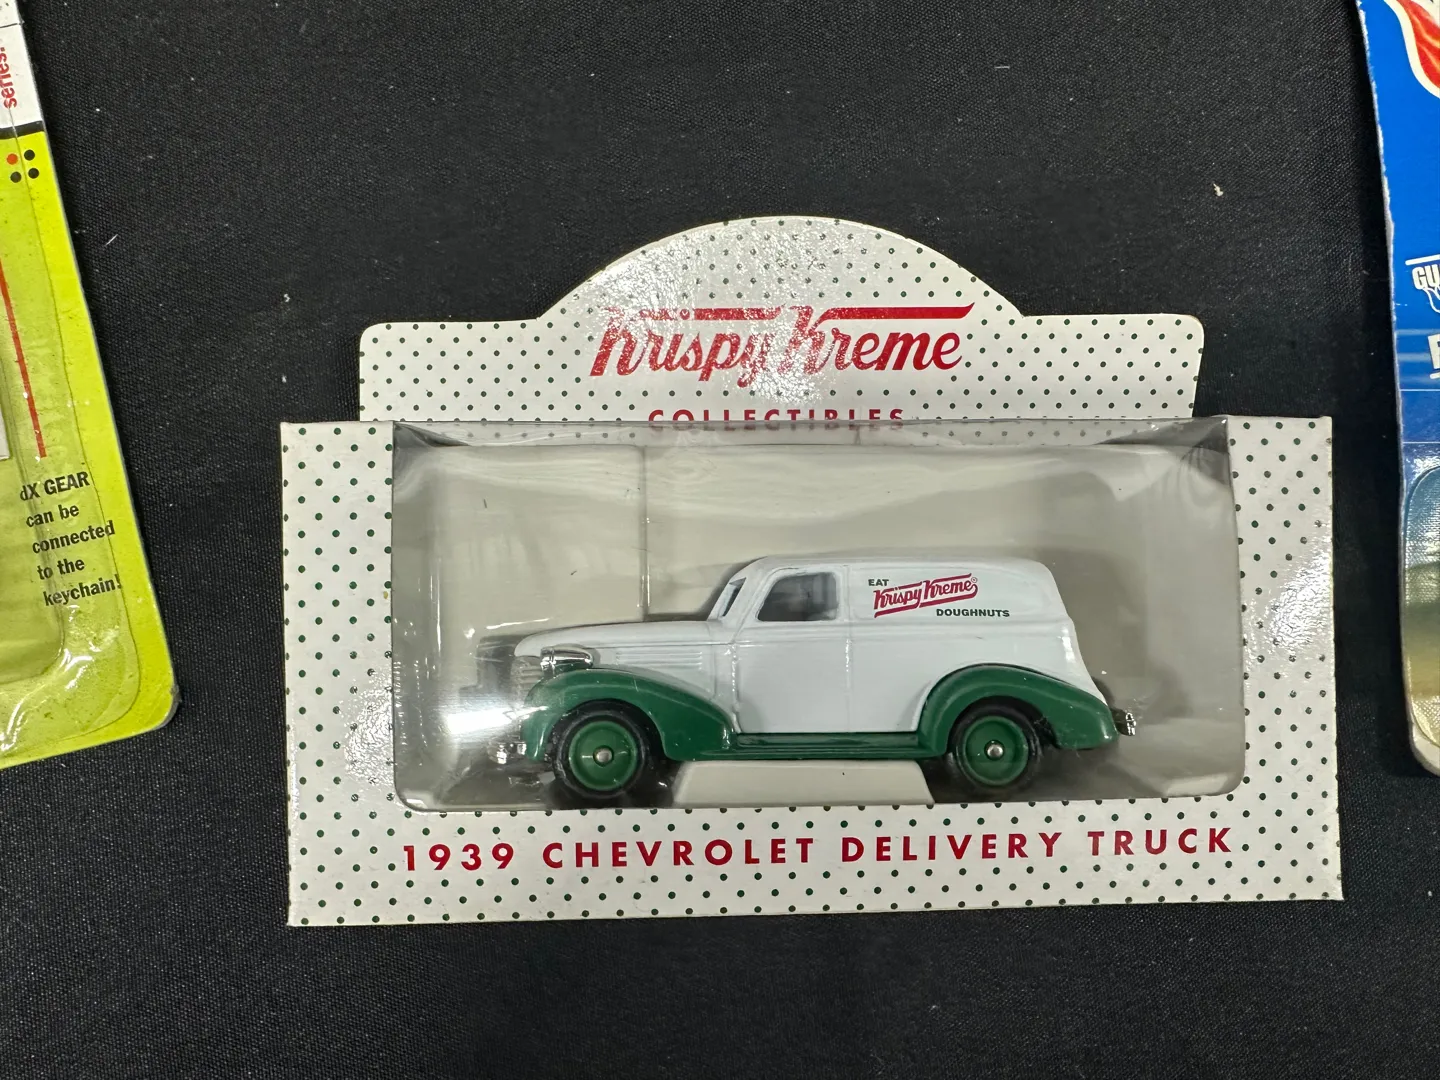 series.
dX GEAR
can be
connected
to the
keychain!
Krispy Kreme
COLLECTIBLES
EAT
Krispy Kreme®
DOUGHNUTS
1939 CHEVROLET DELIVERY TRUCK